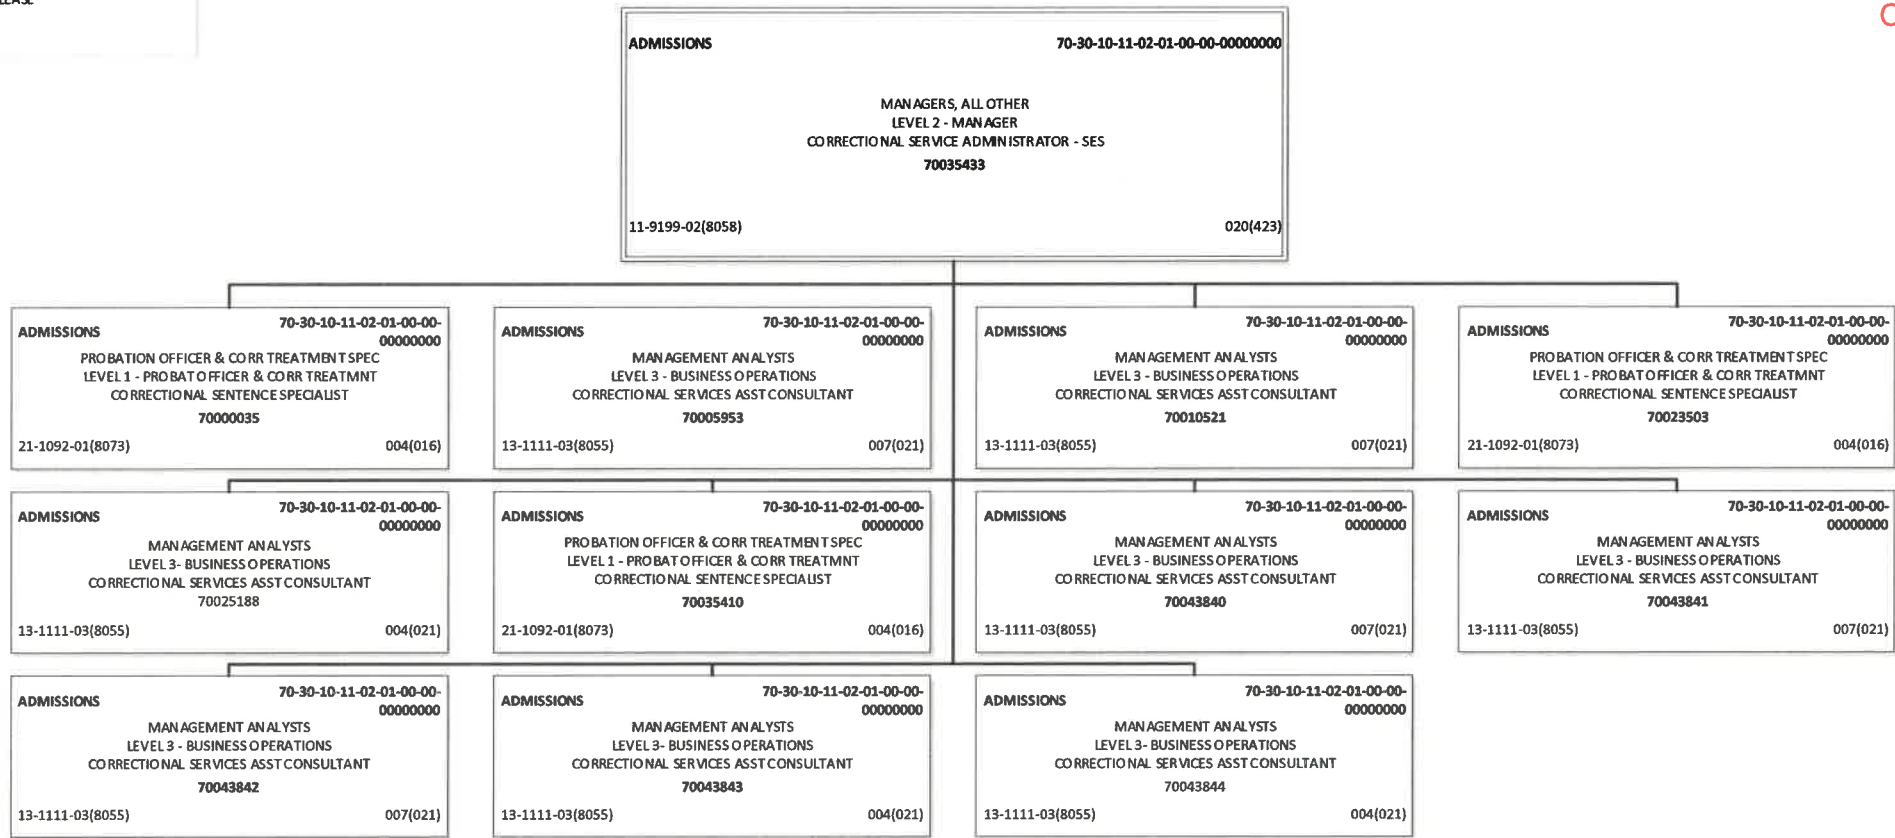 ADMISSIONS 70-30-10-11-02-01-00-00-00000000
MANAGERS, ALL OTHER
LEVEL 2 - MANAGER
CORRECTIONAL SERVICE ADMINISTRATOR - SES
70035433
11-9199-02(8058) 020(423)
ADMISSIONS 70-30-10-11-02-01-00-00-
00000000
PROBATION OFFICER & CORR TREATMENT SPEC
LEVEL 1 - PROBAT OFFICER & CORR TREATMNT
CORRECTIONAL SENTENCE SPECIALIST
70000035
21-1092-01(8073) 004(016)
ADMISSIONS 70-30-10-11-02-01-00-00-
00000000
MANAGEMENT ANALYSTS
LEVEL 3 - BUSINESS OPERATIONS
CORRECTIONAL SERVICES ASST CONSULTANT
70005953
13-1111-03(8055) 007(021)
ADMISSIONS 70-30-10-11-02-01-00-00-
00000000
MANAGEMENT ANALYSTS
LEVEL 3 - BUSINESS OPERATIONS
CORRECTIONAL SERVICES ASST CONSULTANT
70010521
13-1111-03(8055) 007(021)
ADMISSIONS 70-30-10-11-02-01-00-00-
00000000
PROBATION OFFICER & CORR TREATMENT SPEC
LEVEL 1 - PROBAT OFFICER & CORR TREATMNT
CORRECTIONAL SENTENCE SPECIALIST
70023503
21-1092-01(8073) 004(016)
ADMISSIONS 70-30-10-11-02-01-00-00-
00000000
MANAGEMENT ANALYSTS
LEVEL 3- BUSINESS OPERATIONS
CORRECTIONAL SERVICES ASST CONSULTANT
70025188
13-1111-03(8055) 004(021)
ADMISSIONS 70-30-10-11-02-01-00-00-
00000000
PROBATION OFFICER & CORR TREATMENT SPEC
LEVEL 1 - PROBAT OFFICER & CORR TREATMNT
CORRECTIONAL SENTENCE SPECIALIST
70035410
21-1092-01(8073) 004(016)
ADMISSIONS 70-30-10-11-02-01-00-00-
00000000
MANAGEMENT ANALYSTS
LEVEL 3 - BUSINESS OPERATIONS
CORRECTIONAL SERVICES ASST CONSULTANT
70043840
13-1111-03(8055) 007(021)
ADMISSIONS 70-30-10-11-02-01-00-00-
00000000
MANAGEMENT ANALYSTS
LEVEL 3 - BUSINESS OPERATIONS
CORRECTIONAL SERVICES ASST CONSULTANT
70043841
13-1111-03(8055) 007(021)
ADMISSIONS 70-30-10-11-02-01-00-00-
00000000
MANAGEMENT ANALYSTS
LEVEL 3 - BUSINESS OPERATIONS
CORRECTIONAL SERVICES ASST CONSULTANT
70043842
13-1111-03(8055) 007(021)
ADMISSIONS 70-30-10-11-02-01-00-00-
00000000
MANAGEMENT ANALYSTS
LEVEL 3- BUSINESS OPERATIONS
CORRECTIONAL SERVICES ASST CONSULTANT
70043843
13-1111-03(8055) 004(021)
ADMISSIONS 70-30-10-11-02-01-00-00-
00000000
MANAGEMENT ANALYSTS
LEVEL 3- BUSINESS OPERATIONS
CORRECTIONAL SERVICES ASST CONSULTANT
70043844
13-1111-03(8055) 004(021)